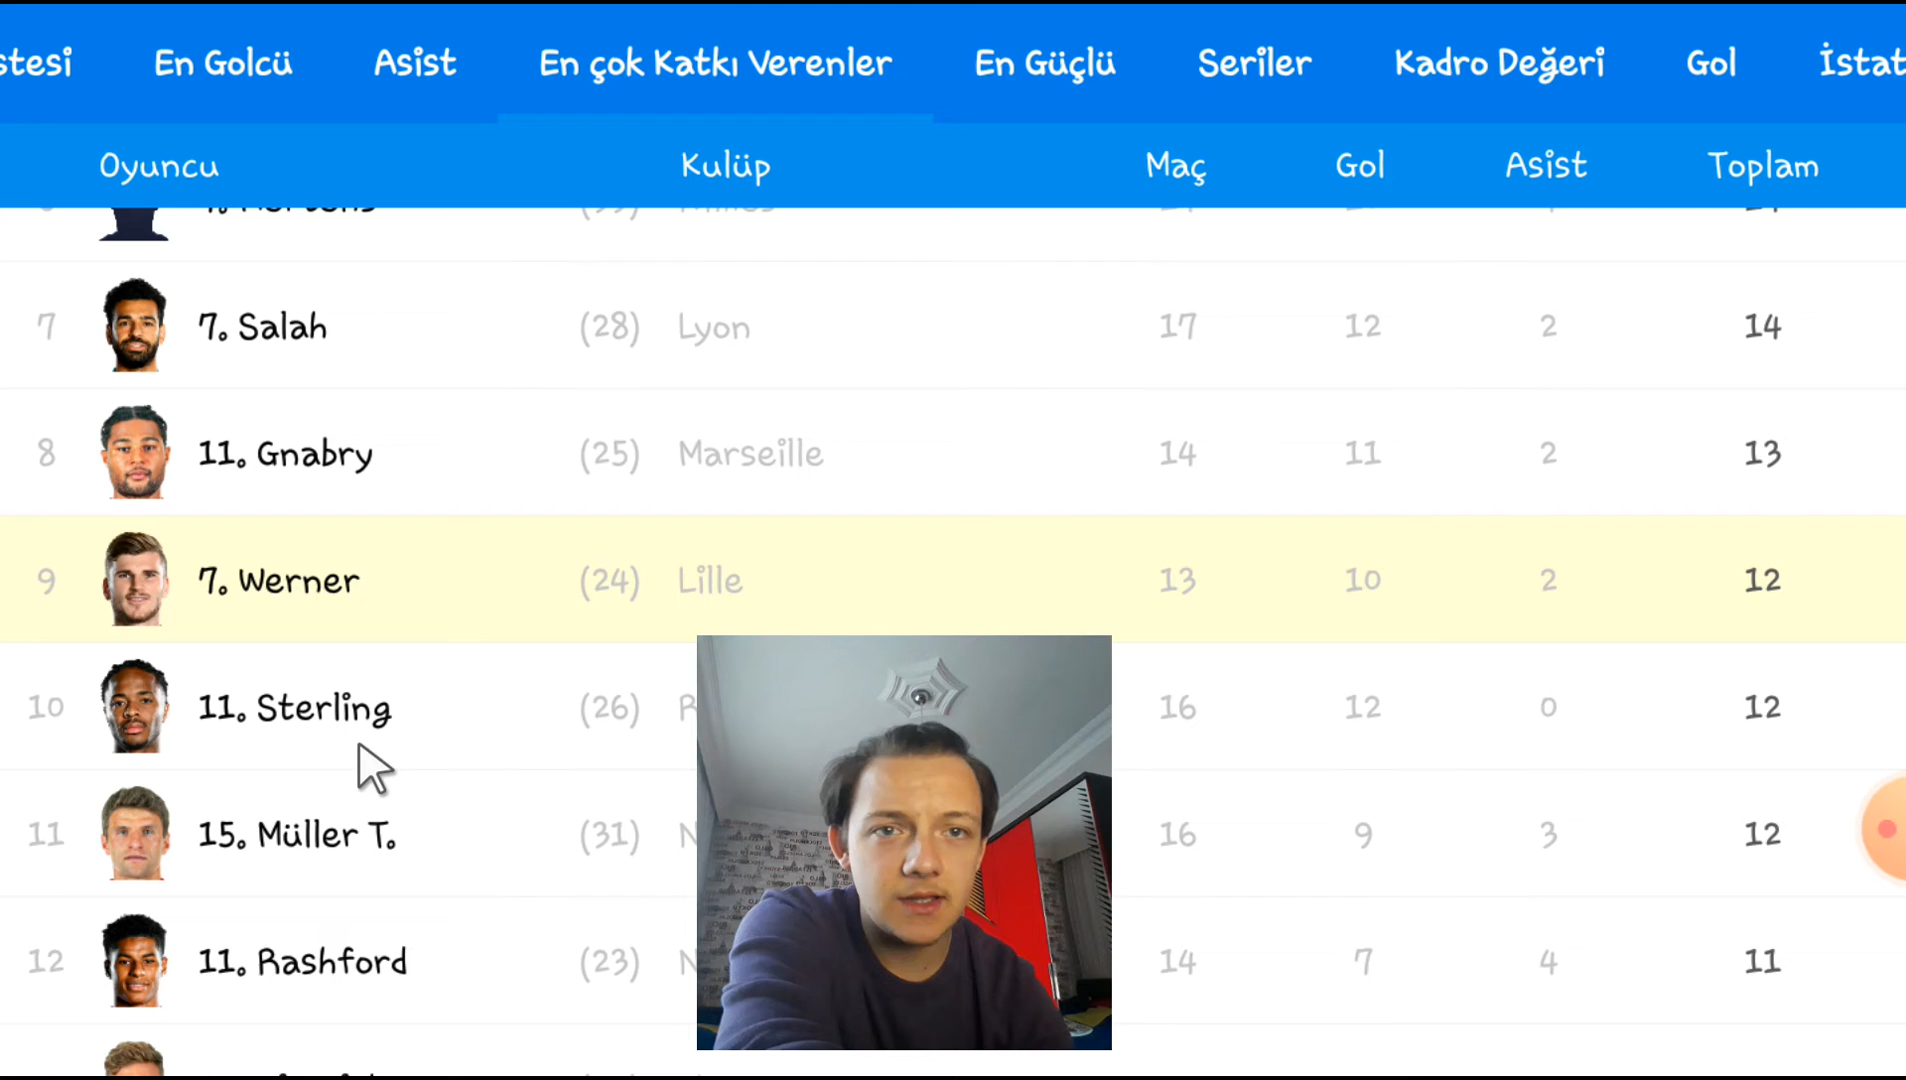 stesi En Golcü Asist En çok Katkı Verenler En Güçlü Seriler Kadro Değeri Gol İstat
Oyuncu Kulüp Maç Gol Asist Toplam
7 7. Salah (28) Lyon 17 12 2 14
8 11. Gnabry (25) Marseille 14 11 2 13
9 7. Werner (24) Lille 13 10 2 12
10 11. Sterling (26) R 16 12 0 12
11 15. Müller T. (31) N 16 9 3 12
12 11. Rashford (23) N 14 7 4 11